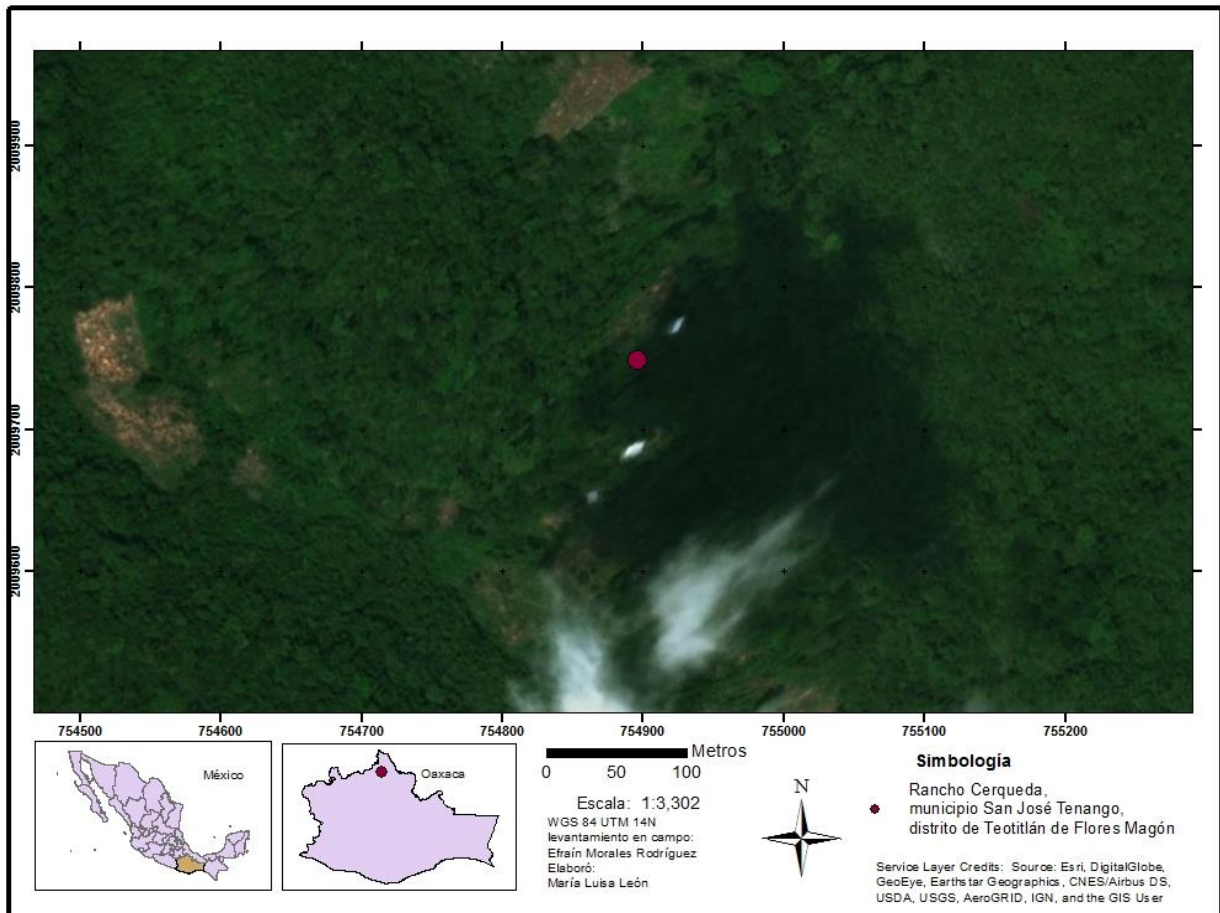 2009900
2009800
2009700
2009600
754500
754600
754700
754800
754900
755000
755100
755200
México
Oaxaca
Metros
0
50
100
Escala: 1:3,302
WGS 84 UTM 14N
levantamiento en campo:
Efraín Morales Rodríguez
Elaboró:
María Luisa León
N
Simbología
Rancho Cerqueda,
municipio San José Tenango,
distrito de Teotitlán de Flores Magón
Service Layer Credits: Source: Esri, DigitalGlobe,
GeoEye, Earthstar Geographics, CNES/Airbus DS,
USDA, USGS, AeroGRID, IGN, and the GIS User